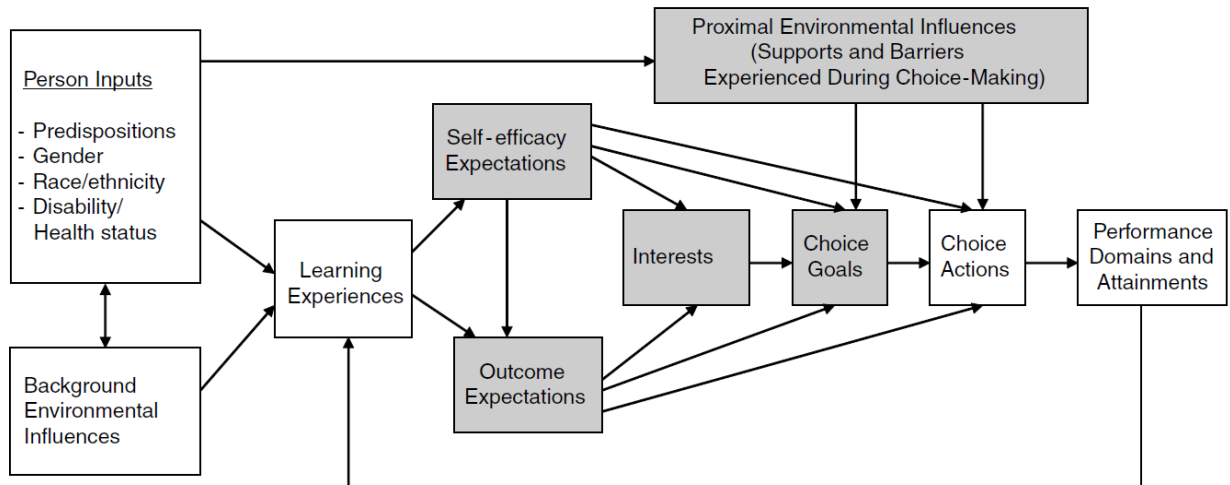 Person Inputs
- Predispositions
- Gender
- Race/ethnicity
- Disability/
Health status
Background
Environmental
Influences
Learning
Experiences
Self-efficacy
Expectations
Outcome
Expectations
Proximal Environmental Influences
(Supports and Barriers
Experienced During Choice-Making)
Interests
Choice
Goals
Choice
Actions
Performance
Domains and
Attainments